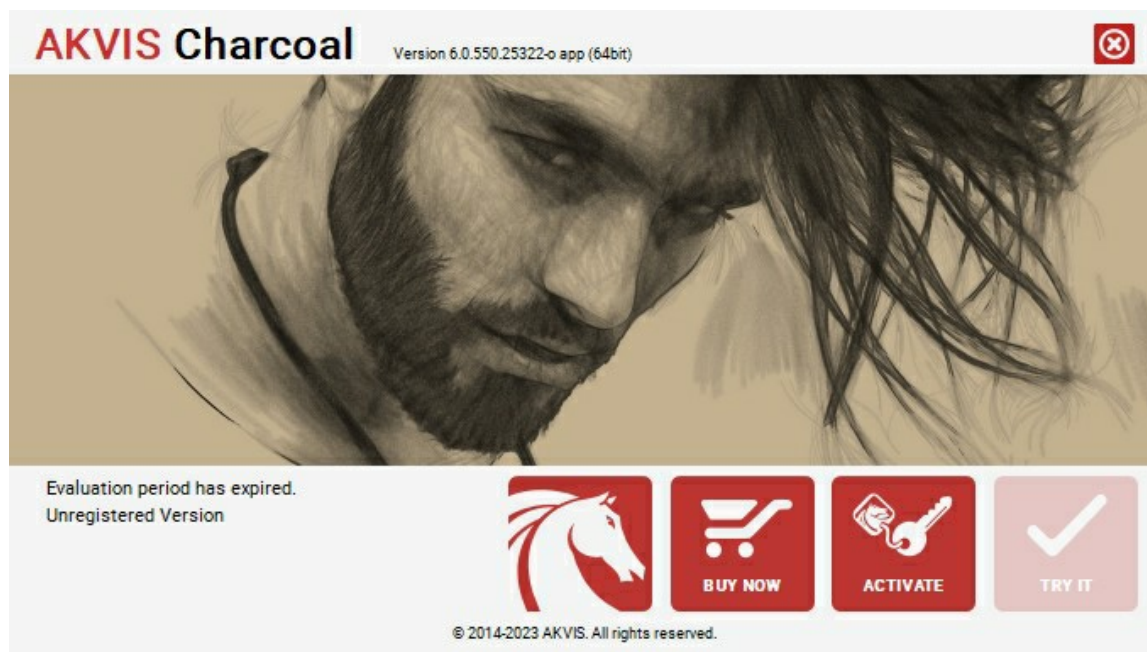 AKVIS Charcoal Version 6.0.550.25322-o app (64bit)
Evaluation period has expired.
Unregistered Version
BUY NOW ACTIVATE TRY IT
© 2014-2023 AKVIS. All rights reserved.